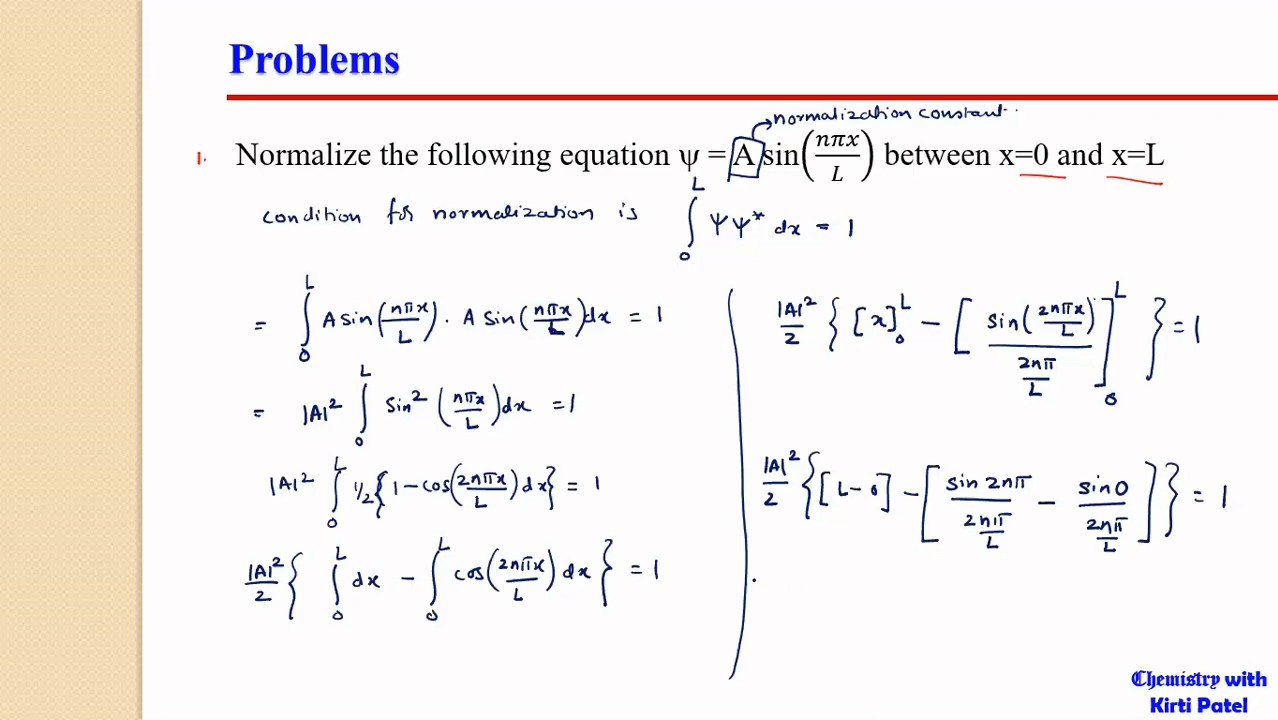 Problems
normalization constant.
1. Normalize the following equation ψ = A sin(nπx/L) between x=0 and x=L
condition for normalization is ∫₀ᴸ ψψ* dx = 1
= ∫₀ᴸ A sin(nπx/L) . A sin(nπx/L) dx = 1
= |A|² ∫₀ᴸ Sin² (nπx/L) dx = 1
|A|² ∫₀ᴸ 1/2 {1 - cos(2nπx/L) dx} = 1
|A|²/2 { ∫₀ᴸ dx - ∫₀ᴸ cos(2nπx/L) dx } = 1
|A|²/2 { [x]₀ᴸ - [ sin(2nπx/L) / (2nπ/L) ]₀ᴸ } = 1
|A|²/2 { [L-0] - [ sin 2nπ / (2nπ/L) - sin 0 / (2nπ/L) ] } = 1
Chemistry with
Kirti Patel